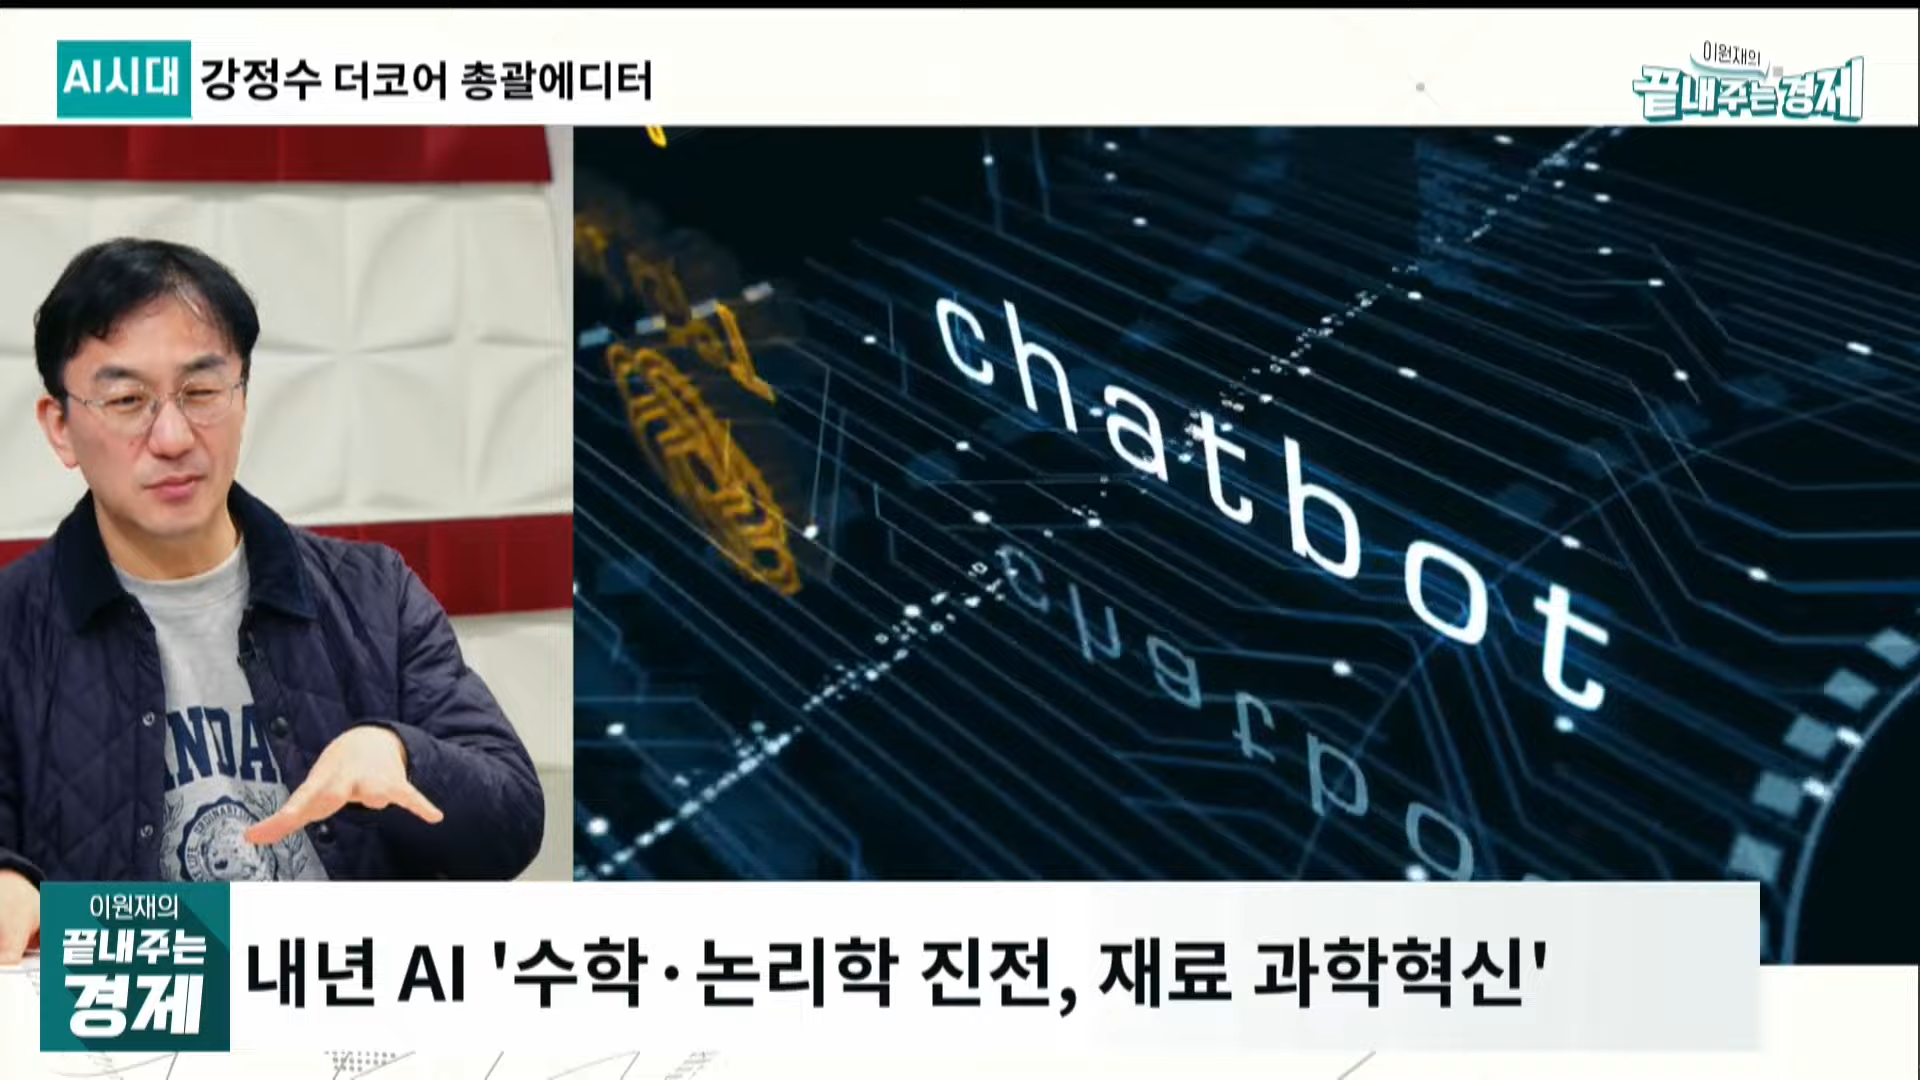 AI시대 강정수 더코어 총괄에디터
이원재의
끝내주는경제
chatbot
NDA
이원재의
끝내주는
경제
내년 AI '수학·논리학 진전, 재료 과학혁신'